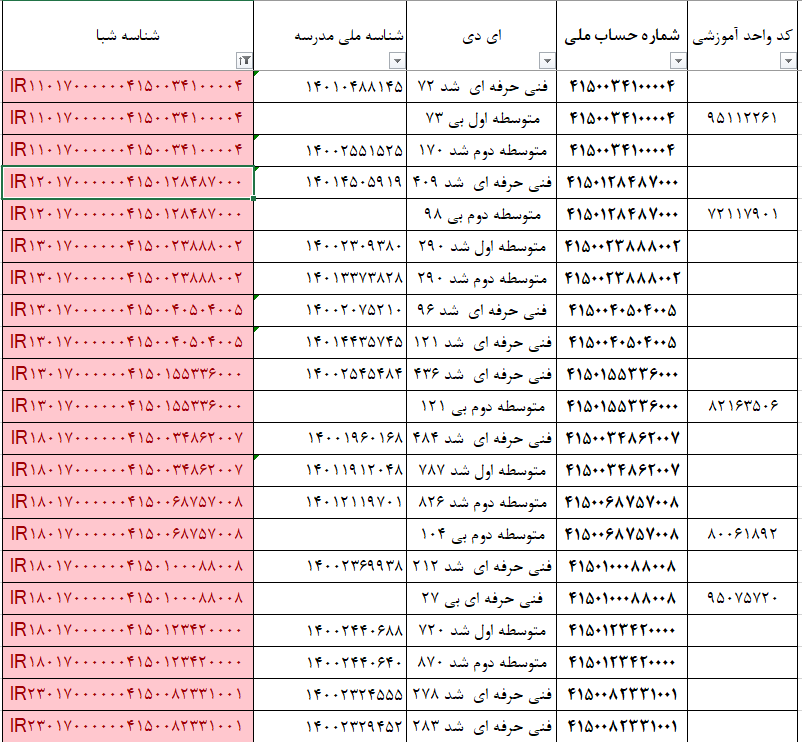 کد واحد آموزشی شماره حساب ملی ای دی شناسه ملی مدرسه شناسه شبا
۴۱۵۰۰۳۴۱۰۰۰۰۴ فنی حرفه ای شد ۷۲ ۱۴۰۱۰۴۸۸۱۴۵ IR۱۱۰۱۷۰۰۰۰۰۰۴۱۵۰۰۳۴۱۰۰۰۰۴
۹۵۱۱۲۲۶۱ ۴۱۵۰۰۳۴۱۰۰۰۰۴ متوسطه اول بی ۷۳ IR۱۱۰۱۷۰۰۰۰۰۰۴۱۵۰۰۳۴۱۰۰۰۰۴
۴۱۵۰۰۳۴۱۰۰۰۰۴ متوسطه دوم شد ۱۷۰ ۱۴۰۰۲۵۵۱۵۲۵ IR۱۱۰۱۷۰۰۰۰۰۰۴۱۵۰۰۳۴۱۰۰۰۰۴
۴۱۵۰۱۲۸۴۸۷۰۰۰ فنی حرفه ای شد ۴۰۹ ۱۴۰۱۴۵۰۵۹۱۹ IR۱۲۰۱۷۰۰۰۰۰۰۴۱۵۰۱۲۸۴۸۷۰۰۰
۷۲۱۱۷۹۰۱ ۴۱۵۰۱۲۸۴۸۷۰۰۰ متوسطه دوم بی ۹۸ IR۱۲۰۱۷۰۰۰۰۰۰۴۱۵۰۱۲۸۴۸۷۰۰۰
۴۱۵۰۰۲۳۸۸۸۰۰۲ متوسطه اول شد ۲۹۰ ۱۴۰۰۲۳۰۹۳۸۰ IR۱۳۰۱۷۰۰۰۰۰۰۴۱۵۰۰۲۳۸۸۸۰۰۲
۴۱۵۰۰۲۳۸۸۸۰۰۲ متوسطه دوم شد ۲۹۰ ۱۴۰۱۳۳۷۳۸۲۸ IR۱۳۰۱۷۰۰۰۰۰۰۴۱۵۰۰۲۳۸۸۸۰۰۲
۴۱۵۰۰۴۰۵۰۴۰۰۵ فنی حرفه ای شد ۹۶ ۱۴۰۰۲۰۷۵۲۱۰ IR۱۳۰۱۷۰۰۰۰۰۰۴۱۵۰۰۴۰۵۰۴۰۰۵
۴۱۵۰۰۴۰۵۰۴۰۰۵ فنی حرفه ای شد ۱۲۱ ۱۴۰۱۴۴۳۵۷۴۵ IR۱۳۰۱۷۰۰۰۰۰۰۴۱۵۰۰۴۰۵۰۴۰۰۵
۴۱۵۰۱۵۵۳۳۶۰۰۰ فنی حرفه ای شد ۴۳۶ ۱۴۰۰۲۵۴۵۴۸۴ IR۱۳۰۱۷۰۰۰۰۰۰۴۱۵۰۱۵۵۳۳۶۰۰۰
۸۲۱۶۳۵۰۶ ۴۱۵۰۱۵۵۳۳۶۰۰۰ متوسطه دوم بی ۱۲۱ IR۱۳۰۱۷۰۰۰۰۰۰۴۱۵۰۱۵۵۳۳۶۰۰۰
۴۱۵۰۰۳۴۸۶۲۰۰۷ فنی حرفه ای شد ۴۸۴ ۱۴۰۰۱۹۶۰۱۶۸ IR۱۸۰۱۷۰۰۰۰۰۰۴۱۵۰۰۳۴۸۶۲۰۰۷
۴۱۵۰۰۳۴۸۶۲۰۰۷ متوسطه اول شد ۷۸۷ ۱۴۰۱۱۹۱۲۰۴۸ IR۱۸۰۱۷۰۰۰۰۰۰۴۱۵۰۰۳۴۸۶۲۰۰۷
۴۱۵۰۰۶۸۷۵۷۰۰۸ متوسطه دوم شد ۸۲۶ ۱۴۰۱۲۱۱۹۷۰۱ IR۱۸۰۱۷۰۰۰۰۰۰۴۱۵۰۰۶۸۷۵۷۰۰۸
۸۰۰۶۱۸۹۲ ۴۱۵۰۰۶۸۷۵۷۰۰۸ متوسطه دوم بی ۱۰۴ IR۱۸۰۱۷۰۰۰۰۰۰۴۱۵۰۰۶۸۷۵۷۰۰۸
۴۱۵۰۱۰۰۰۸۸۰۰۸ فنی حرفه ای شد ۲۱۲ ۱۴۰۰۲۳۶۹۹۳۸ IR۱۸۰۱۷۰۰۰۰۰۰۴۱۵۰۱۰۰۰۸۸۰۰۸
۹۵۰۷۵۷۲۰ ۴۱۵۰۱۰۰۰۸۸۰۰۸ فنی حرفه ای بی ۲۷ IR۱۸۰۱۷۰۰۰۰۰۰۴۱۵۰۱۰۰۰۸۸۰۰۸
۴۱۵۰۱۲۳۴۲۰۰۰۰ متوسطه اول شد ۷۲۰ ۱۴۰۰۲۴۴۰۶۸۸ IR۱۸۰۱۷۰۰۰۰۰۰۴۱۵۰۱۲۳۴۲۰۰۰۰
۴۱۵۰۱۲۳۴۲۰۰۰۰ متوسطه دوم شد ۸۷۰ ۱۴۰۰۲۴۴۰۶۴۰ IR۱۸۰۱۷۰۰۰۰۰۰۴۱۵۰۱۲۳۴۲۰۰۰۰
۴۱۵۰۰۸۲۳۳۱۰۰۱ فنی حرفه ای شد ۲۷۸ ۱۴۰۰۲۳۲۴۵۵۵ IR۲۳۰۱۷۰۰۰۰۰۰۴۱۵۰۰۸۲۳۳۱۰۰۱
۴۱۵۰۰۸۲۳۳۱۰۰۱ فنی حرفه ای شد ۲۸۳ ۱۴۰۰۲۳۲۹۴۵۲ IR۲۳۰۱۷۰۰۰۰۰۰۴۱۵۰۰۸۲۳۳۱۰۰۱